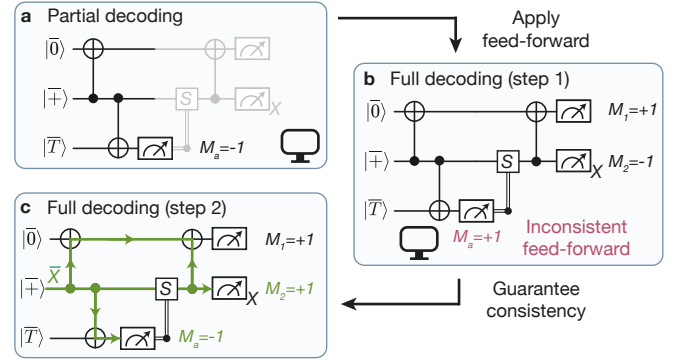 a Partial decoding
|0̅⟩
|+̅⟩ S X
|T̅⟩ M_a=-1
Apply
feed-forward
b Full decoding (step 1)
|0̅⟩ M_1=+1
|+̅⟩ S X M_2=-1
|T̅⟩
M_a=+1
Inconsistent
feed-forward
Guarantee
consistency
c Full decoding (step 2)
|0̅⟩ M_1=+1
X̅
|+̅⟩ S X M_2=+1
|T̅⟩ M_a=-1